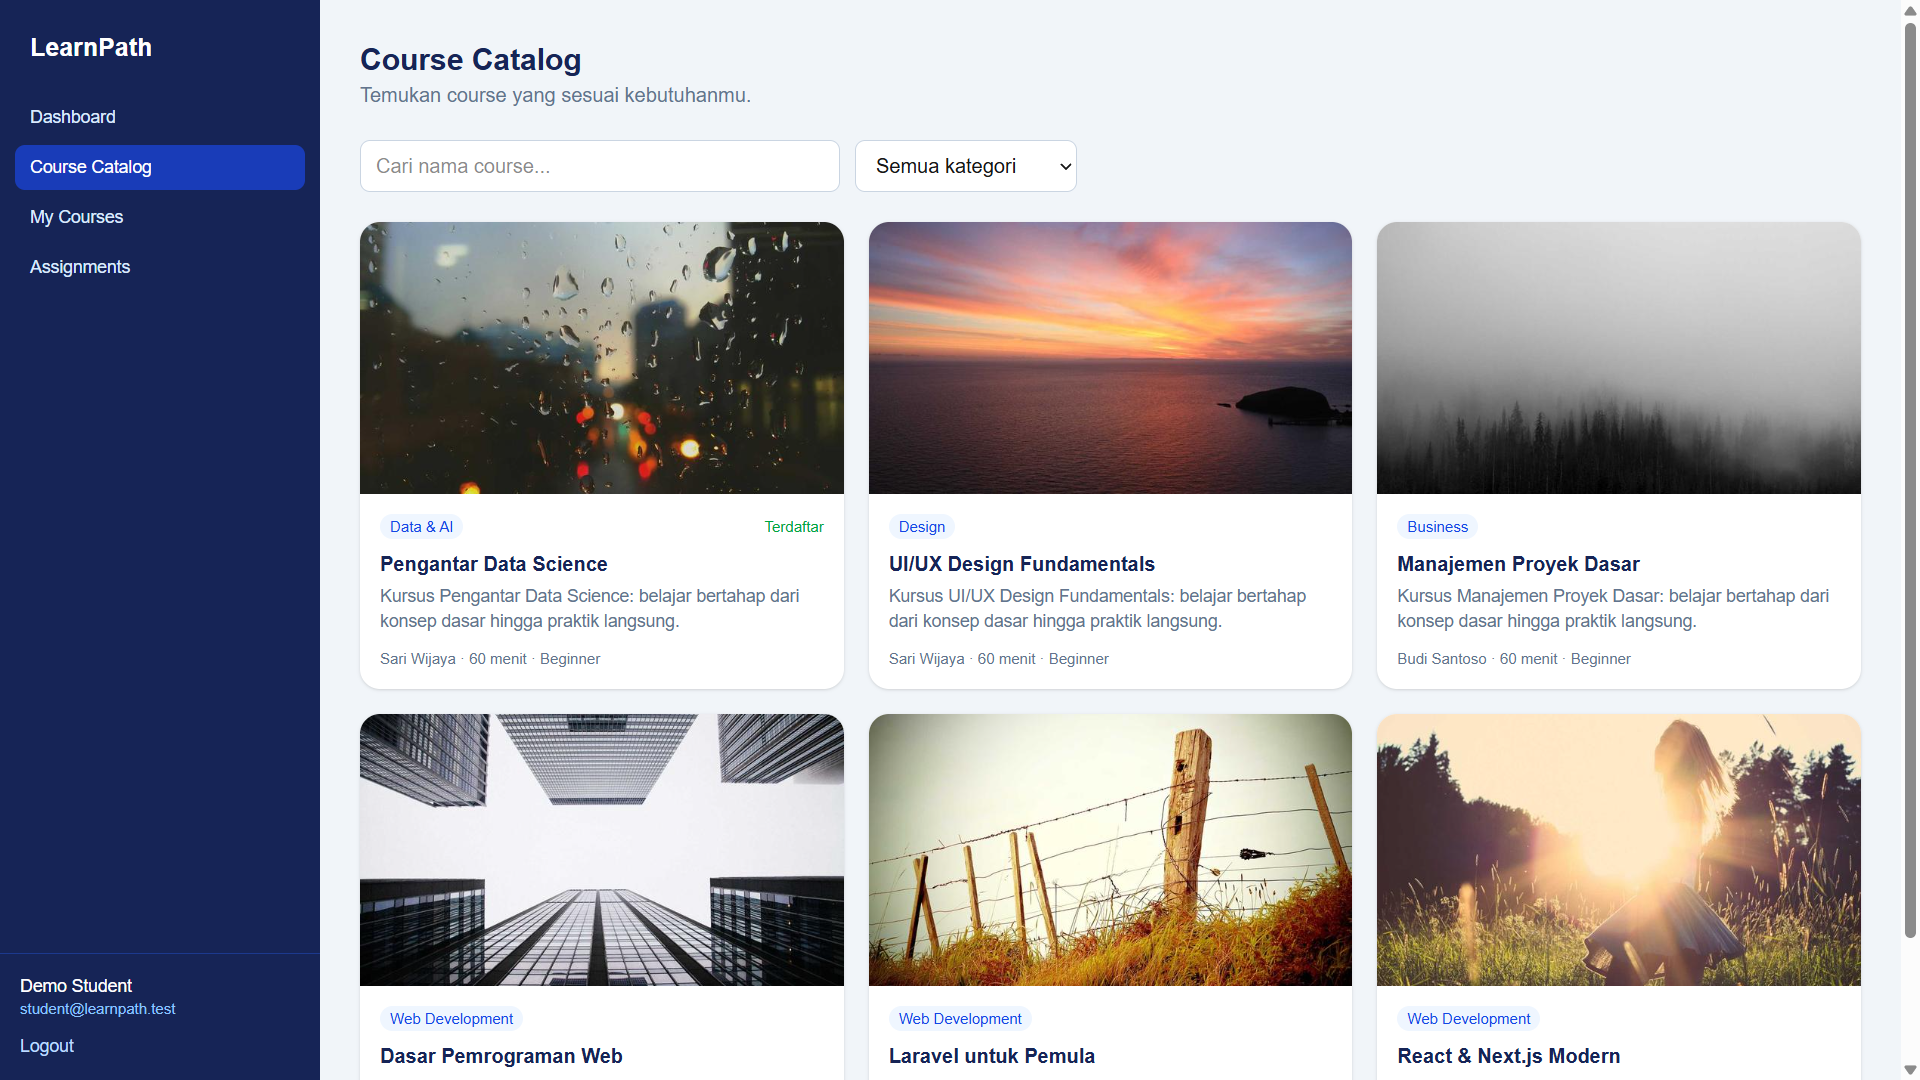 LearnPath
Dashboard
Course Catalog
My Courses
Assignments
Demo Student
student@learnpath.test
Logout
Course Catalog
Temukan course yang sesuai kebutuhanmu.
Cari nama course...
Semua kategori
Data & AI
Terdaftar
Pengantar Data Science
Kursus Pengantar Data Science: belajar bertahap dari
konsep dasar hingga praktik langsung.
Sari Wijaya · 60 menit · Beginner
Design
UI/UX Design Fundamentals
Kursus UI/UX Design Fundamentals: belajar bertahap
dari konsep dasar hingga praktik langsung.
Sari Wijaya · 60 menit · Beginner
Business
Manajemen Proyek Dasar
Kursus Manajemen Proyek Dasar: belajar bertahap dari
konsep dasar hingga praktik langsung.
Budi Santoso · 60 menit · Beginner
Web Development
Dasar Pemrograman Web
Web Development
Laravel untuk Pemula
Web Development
React & Next.js Modern